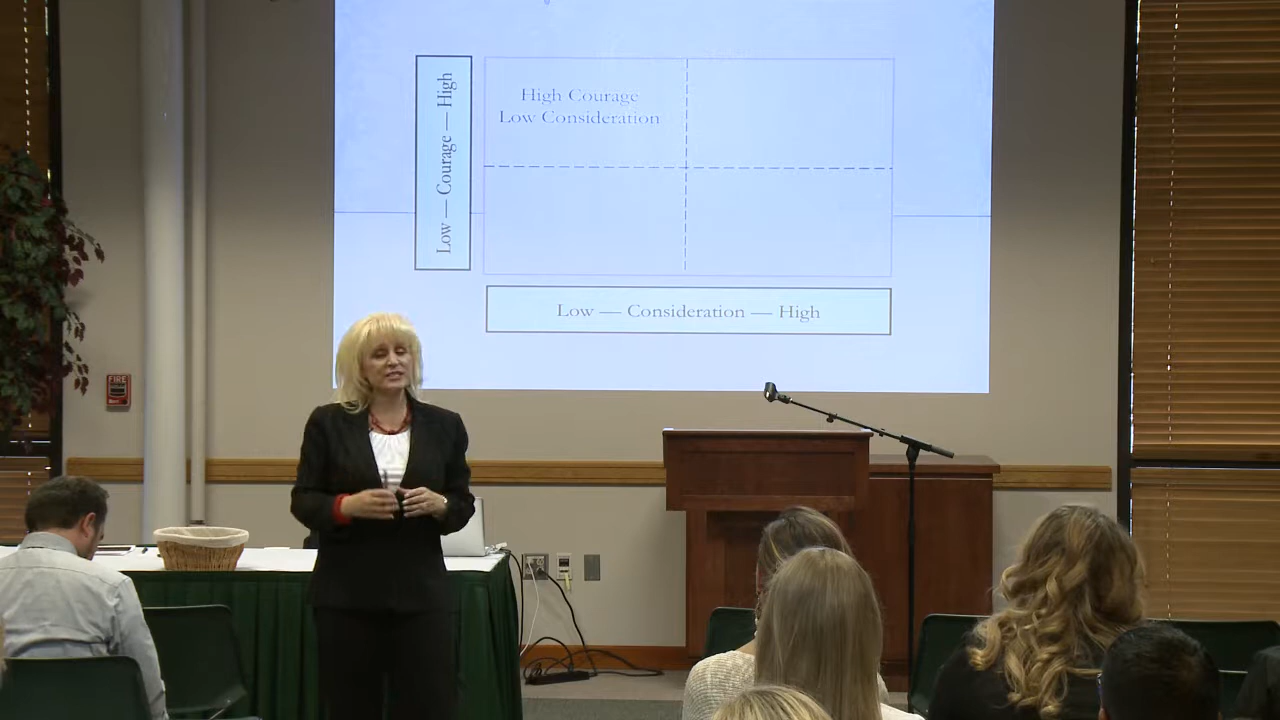 Low — Courage — High
High Courage
Low Consideration
Low — Consideration — High
FIRE